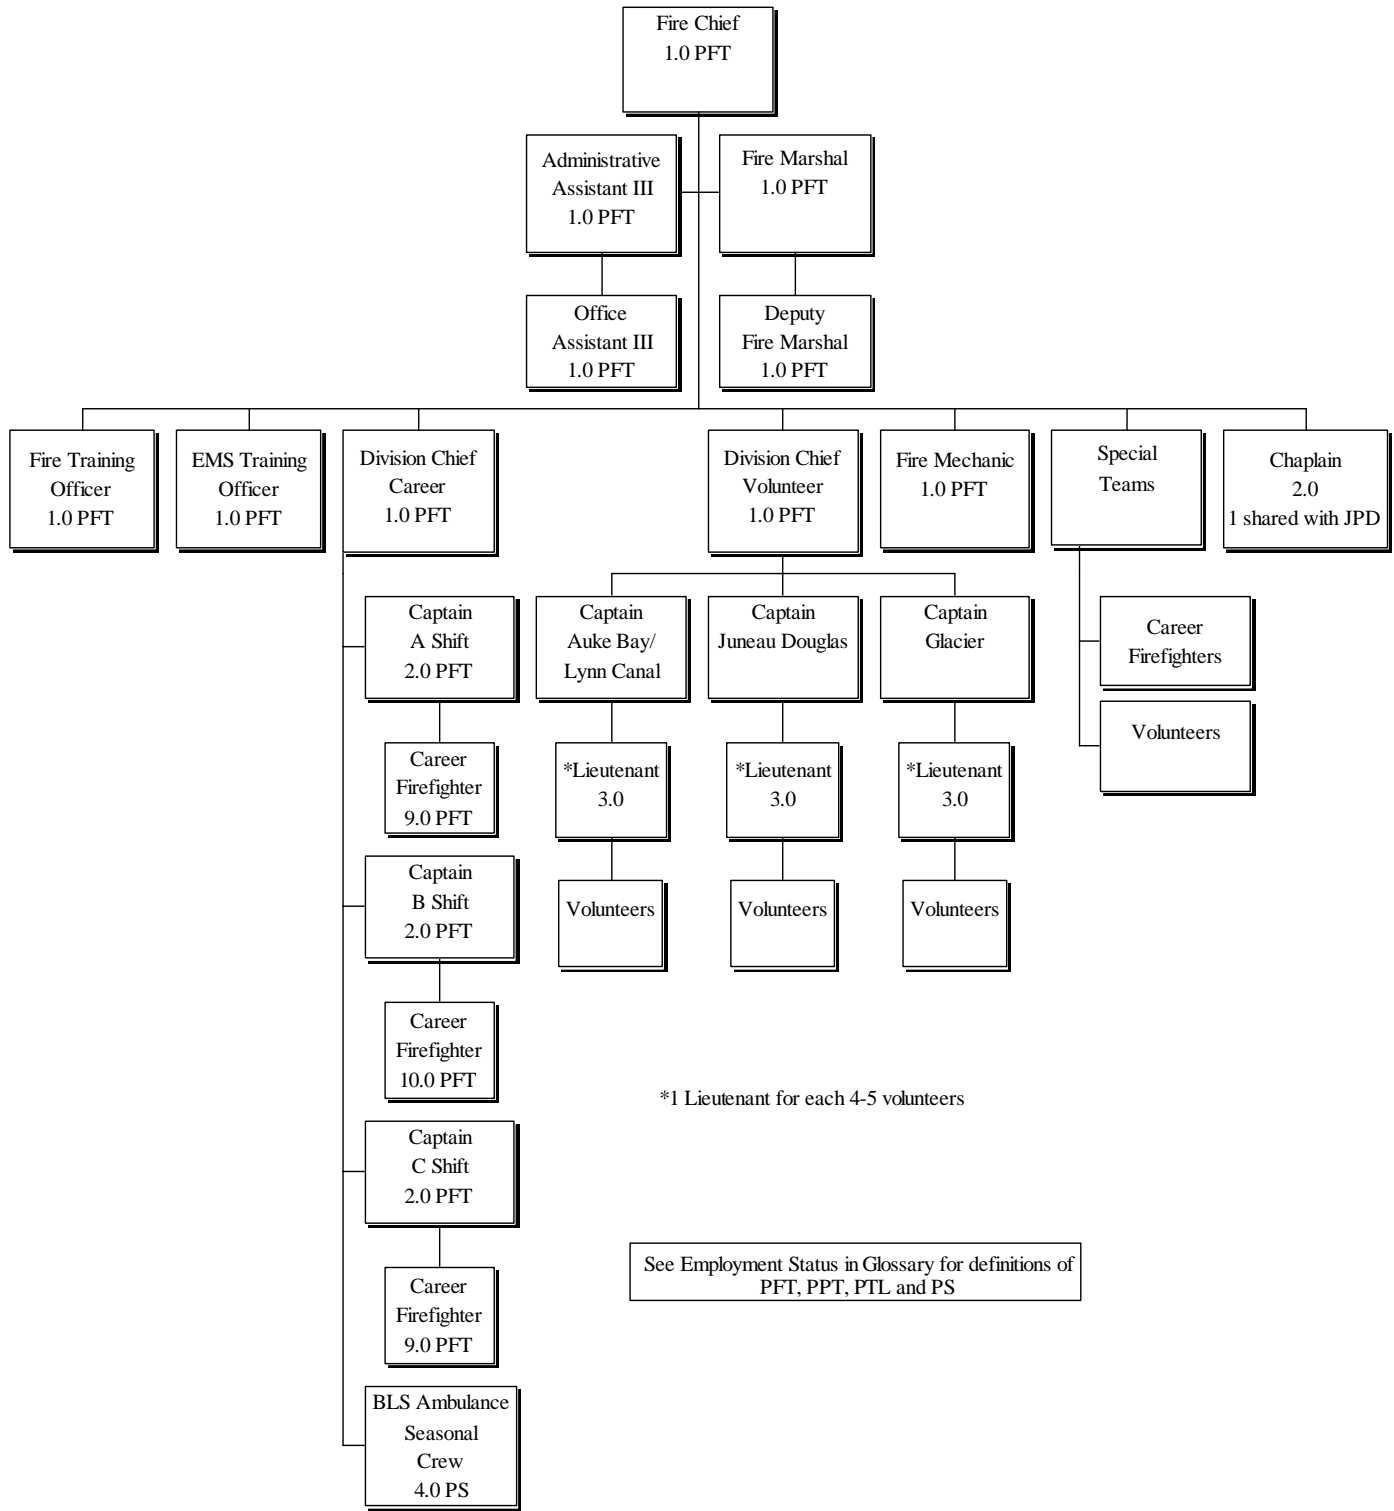 Fire Chief
1.0 PFT
Administrative
Assistant III
1.0 PFT
Fire Marshal
1.0 PFT
Office
Assistant III
1.0 PFT
Deputy
Fire Marshal
1.0 PFT
Fire Training
Officer
1.0 PFT
EMS Training
Officer
1.0 PFT
Division Chief
Career
1.0 PFT
Division Chief
Volunteer
1.0 PFT
Fire Mechanic
1.0 PFT
Special
Teams
Chaplain
2.0
1 shared with JPD
Captain
A Shift
2.0 PFT
Captain
Auke Bay/
Lynn Canal
Captain
Juneau Douglas
Captain
Glacier
Career
Firefighters
Volunteers
Career
Firefighter
9.0 PFT
*Lieutenant
3.0
*Lieutenant
3.0
*Lieutenant
3.0
Captain
B Shift
2.0 PFT
Volunteers
Volunteers
Volunteers
Career
Firefighter
10.0 PFT
*1 Lieutenant for each 4-5 volunteers
Captain
C Shift
2.0 PFT
See Employment Status in Glossary for definitions of
PFT, PPT, PTL and PS
Career
Firefighter
9.0 PFT
BLS Ambulance
Seasonal
Crew
4.0 PS